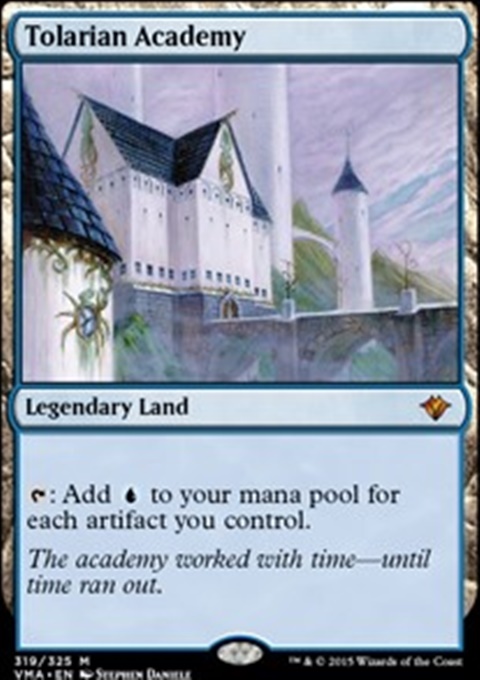 Tolarian Academy
Legendary Land
: Add to your mana pool for
each artifact you control.
The academy worked with time—until
time ran out.
319/325 M
VMA • EN Stephen Daniele
™ & © 2015 Wizards of the Coast